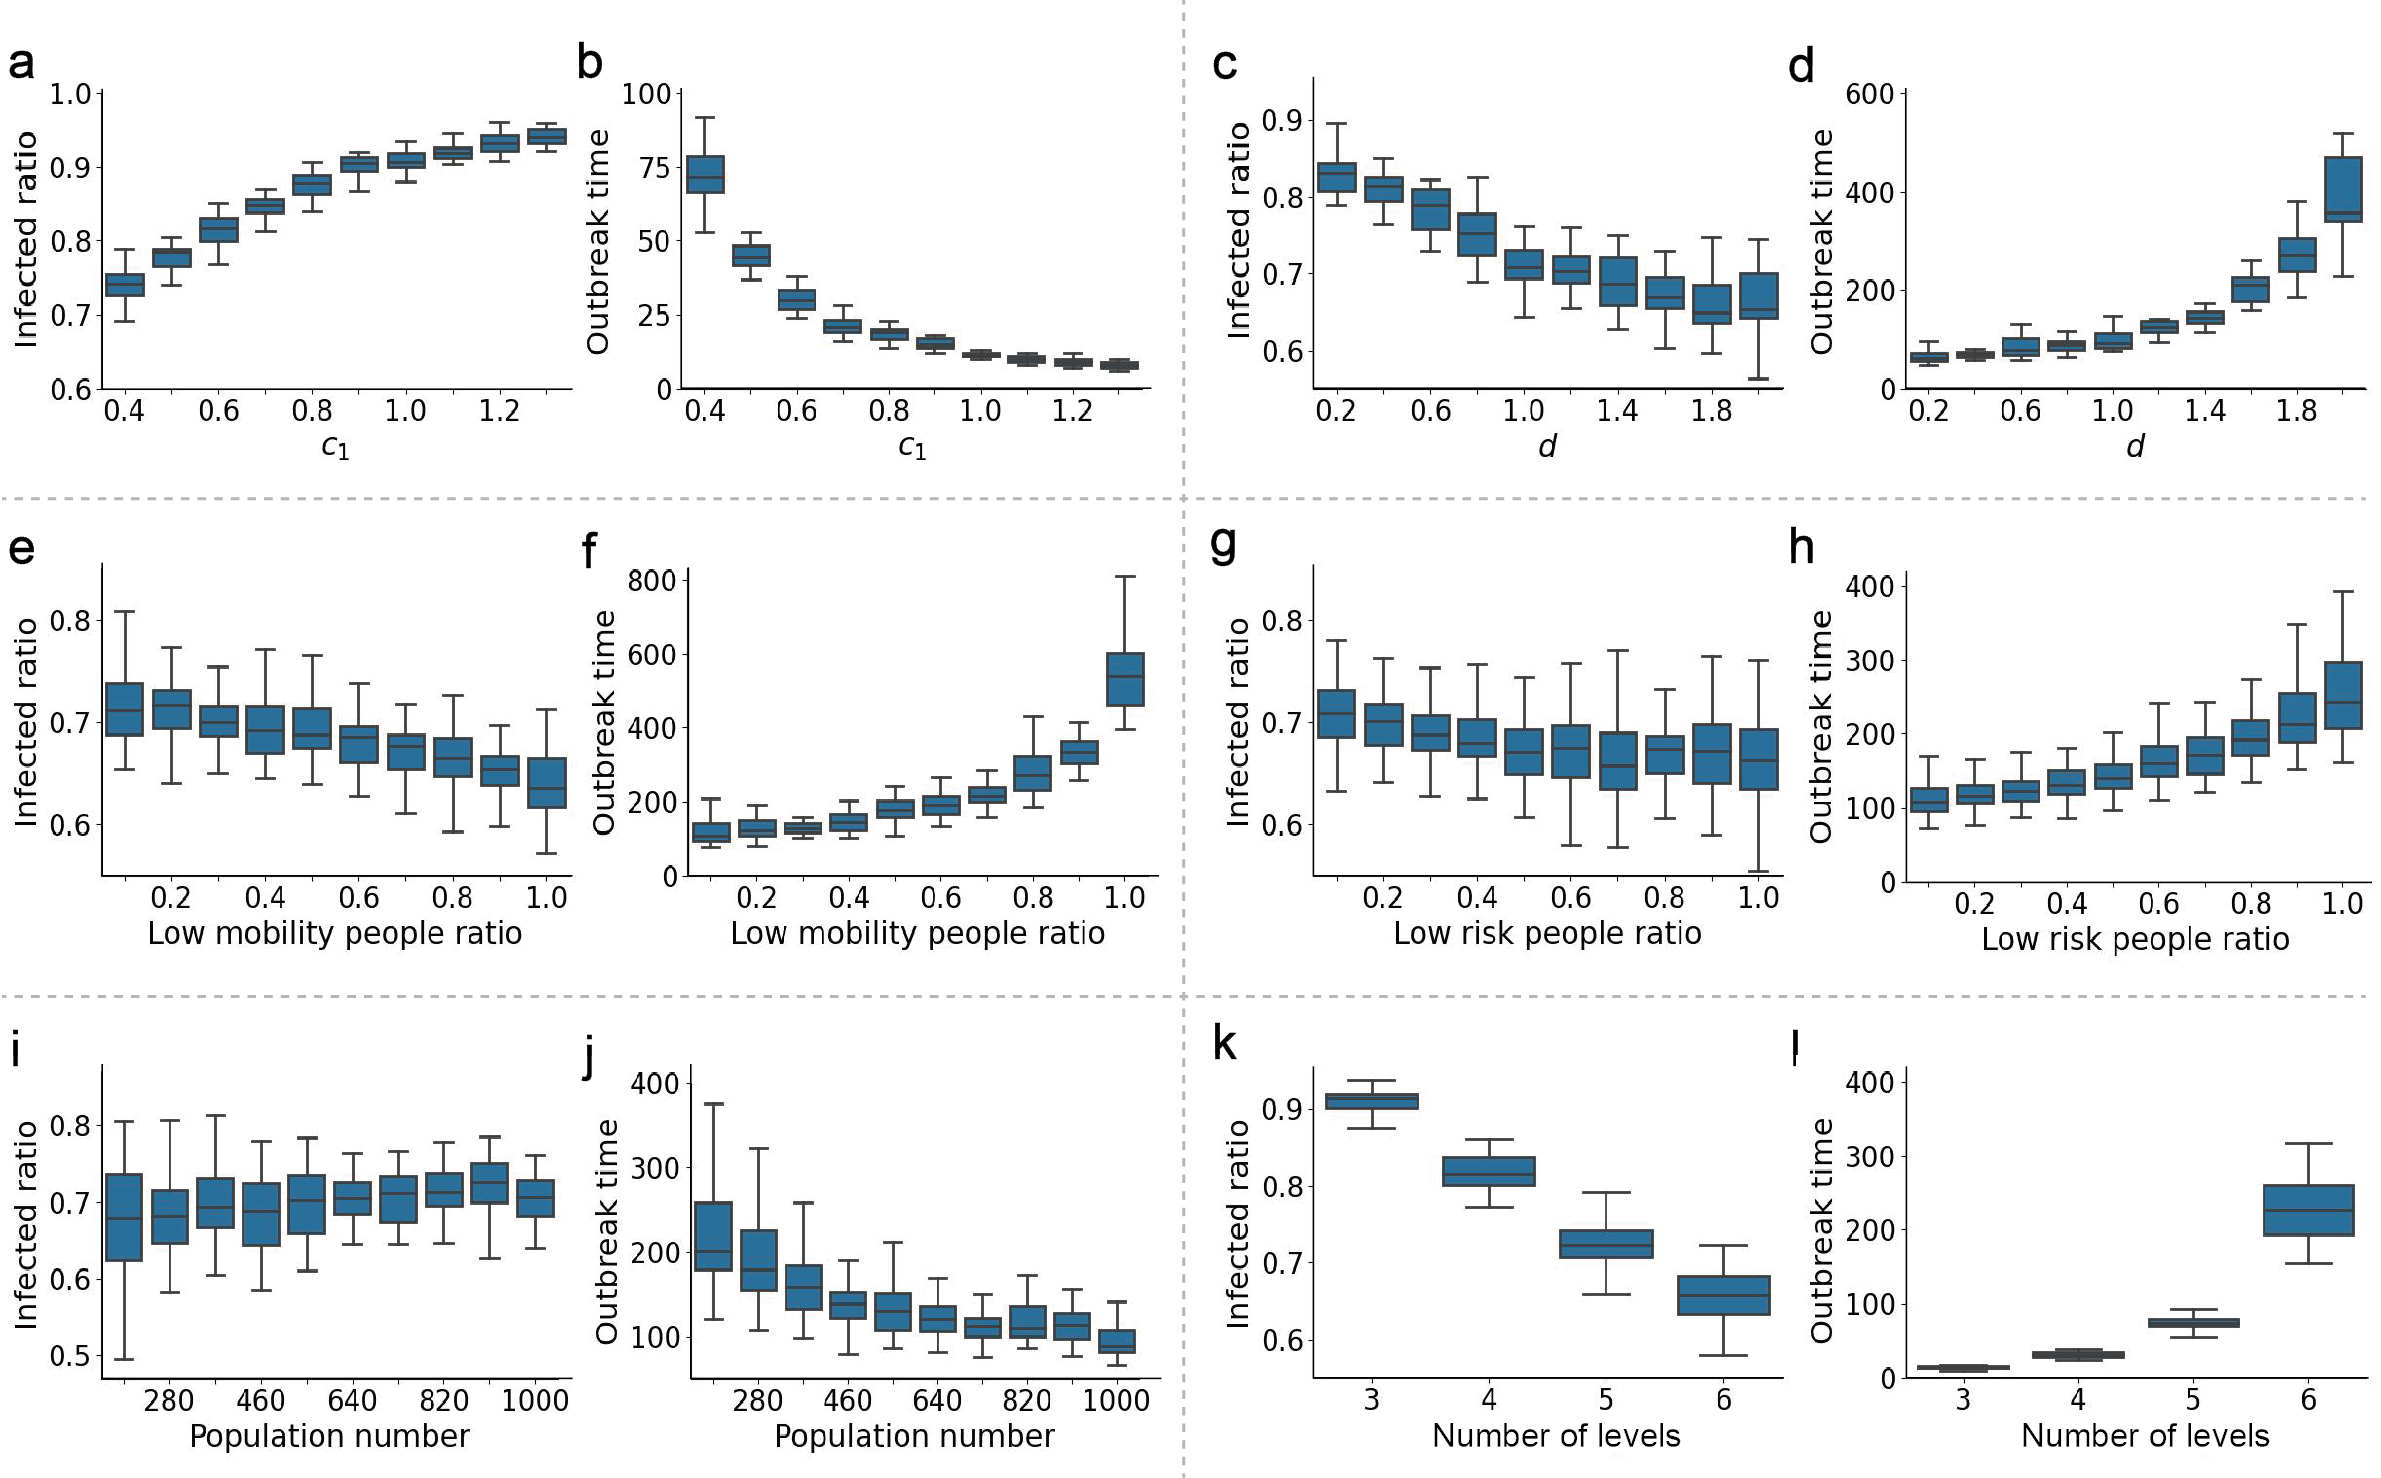 a
1.0
0.9
0.8
0.7
0.6
Infected ratio
0.4 0.6 0.8 1.0 1.2
c1
b
100
75
50
25
0
Outbreak time
0.4 0.6 0.8 1.0 1.2
c1
c
0.9
0.8
0.7
0.6
Infected ratio
0.2 0.6 1.0 1.4 1.8
d
d
600
400
200
0
Outbreak time
0.2 0.6 1.0 1.4 1.8
d
e
0.8
0.7
0.6
Infected ratio
0.2 0.4 0.6 0.8 1.0
Low mobility people ratio
f
800
600
400
200
0
Outbreak time
0.2 0.4 0.6 0.8 1.0
Low mobility people ratio
g
0.8
0.7
0.6
Infected ratio
0.2 0.4 0.6 0.8 1.0
Low risk people ratio
h
400
300
200
100
0
Outbreak time
0.2 0.4 0.6 0.8 1.0
Low risk people ratio
i
0.8
0.7
0.6
0.5
Infected ratio
280 460 640 820 1000
Population number
j
400
300
200
100
Outbreak time
280 460 640 820 1000
Population number
k
0.9
0.8
0.7
0.6
Infected ratio
3 4 5 6
Number of levels
l
400
300
200
100
0
Outbreak time
3 4 5 6
Number of levels